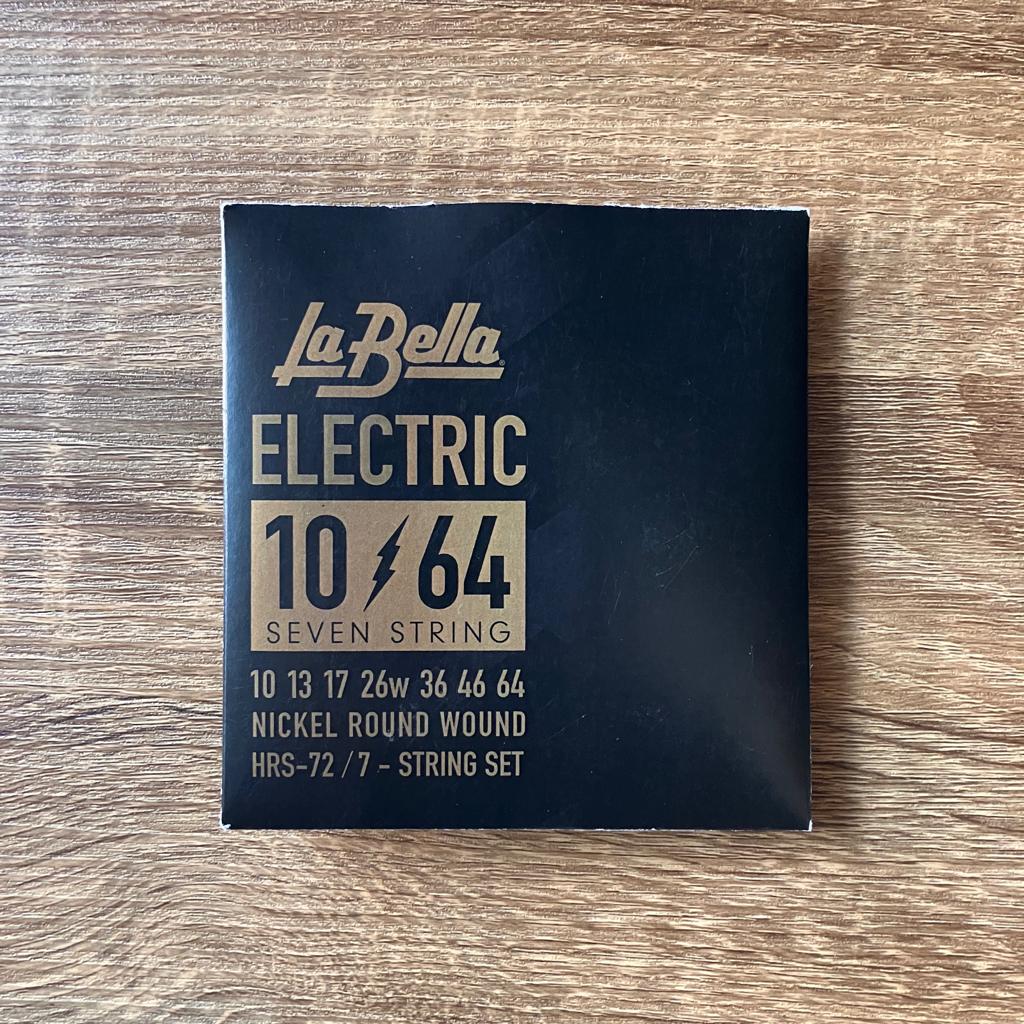 La Bella®
ELECTRIC
10 64
SEVEN STRING
10 13 17 26w 36 46 64
NICKEL ROUND WOUND
HRS-72 / 7 - STRING SET